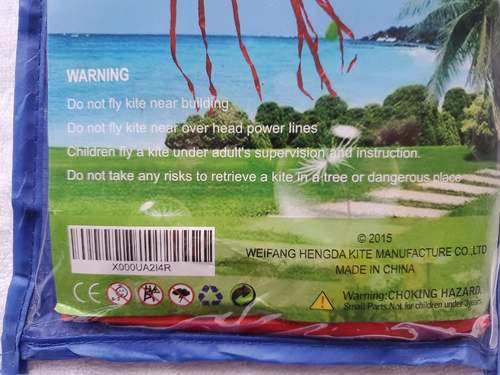 WARNING
Do not fly kite near building
Do not fly kite near over head power lines
Children fly a kite under adult's supervision and instruction.
Do not take any risks to retrieve a kite in a tree or dangerous place
X000UA2I4R
© 2015
WEIFANG HENGDA KITE MANUFACTURE CO.,LTD
MADE IN CHINA
CE
Warning:CHOKING HAZARD.
Small Parts.Not for children under 3years